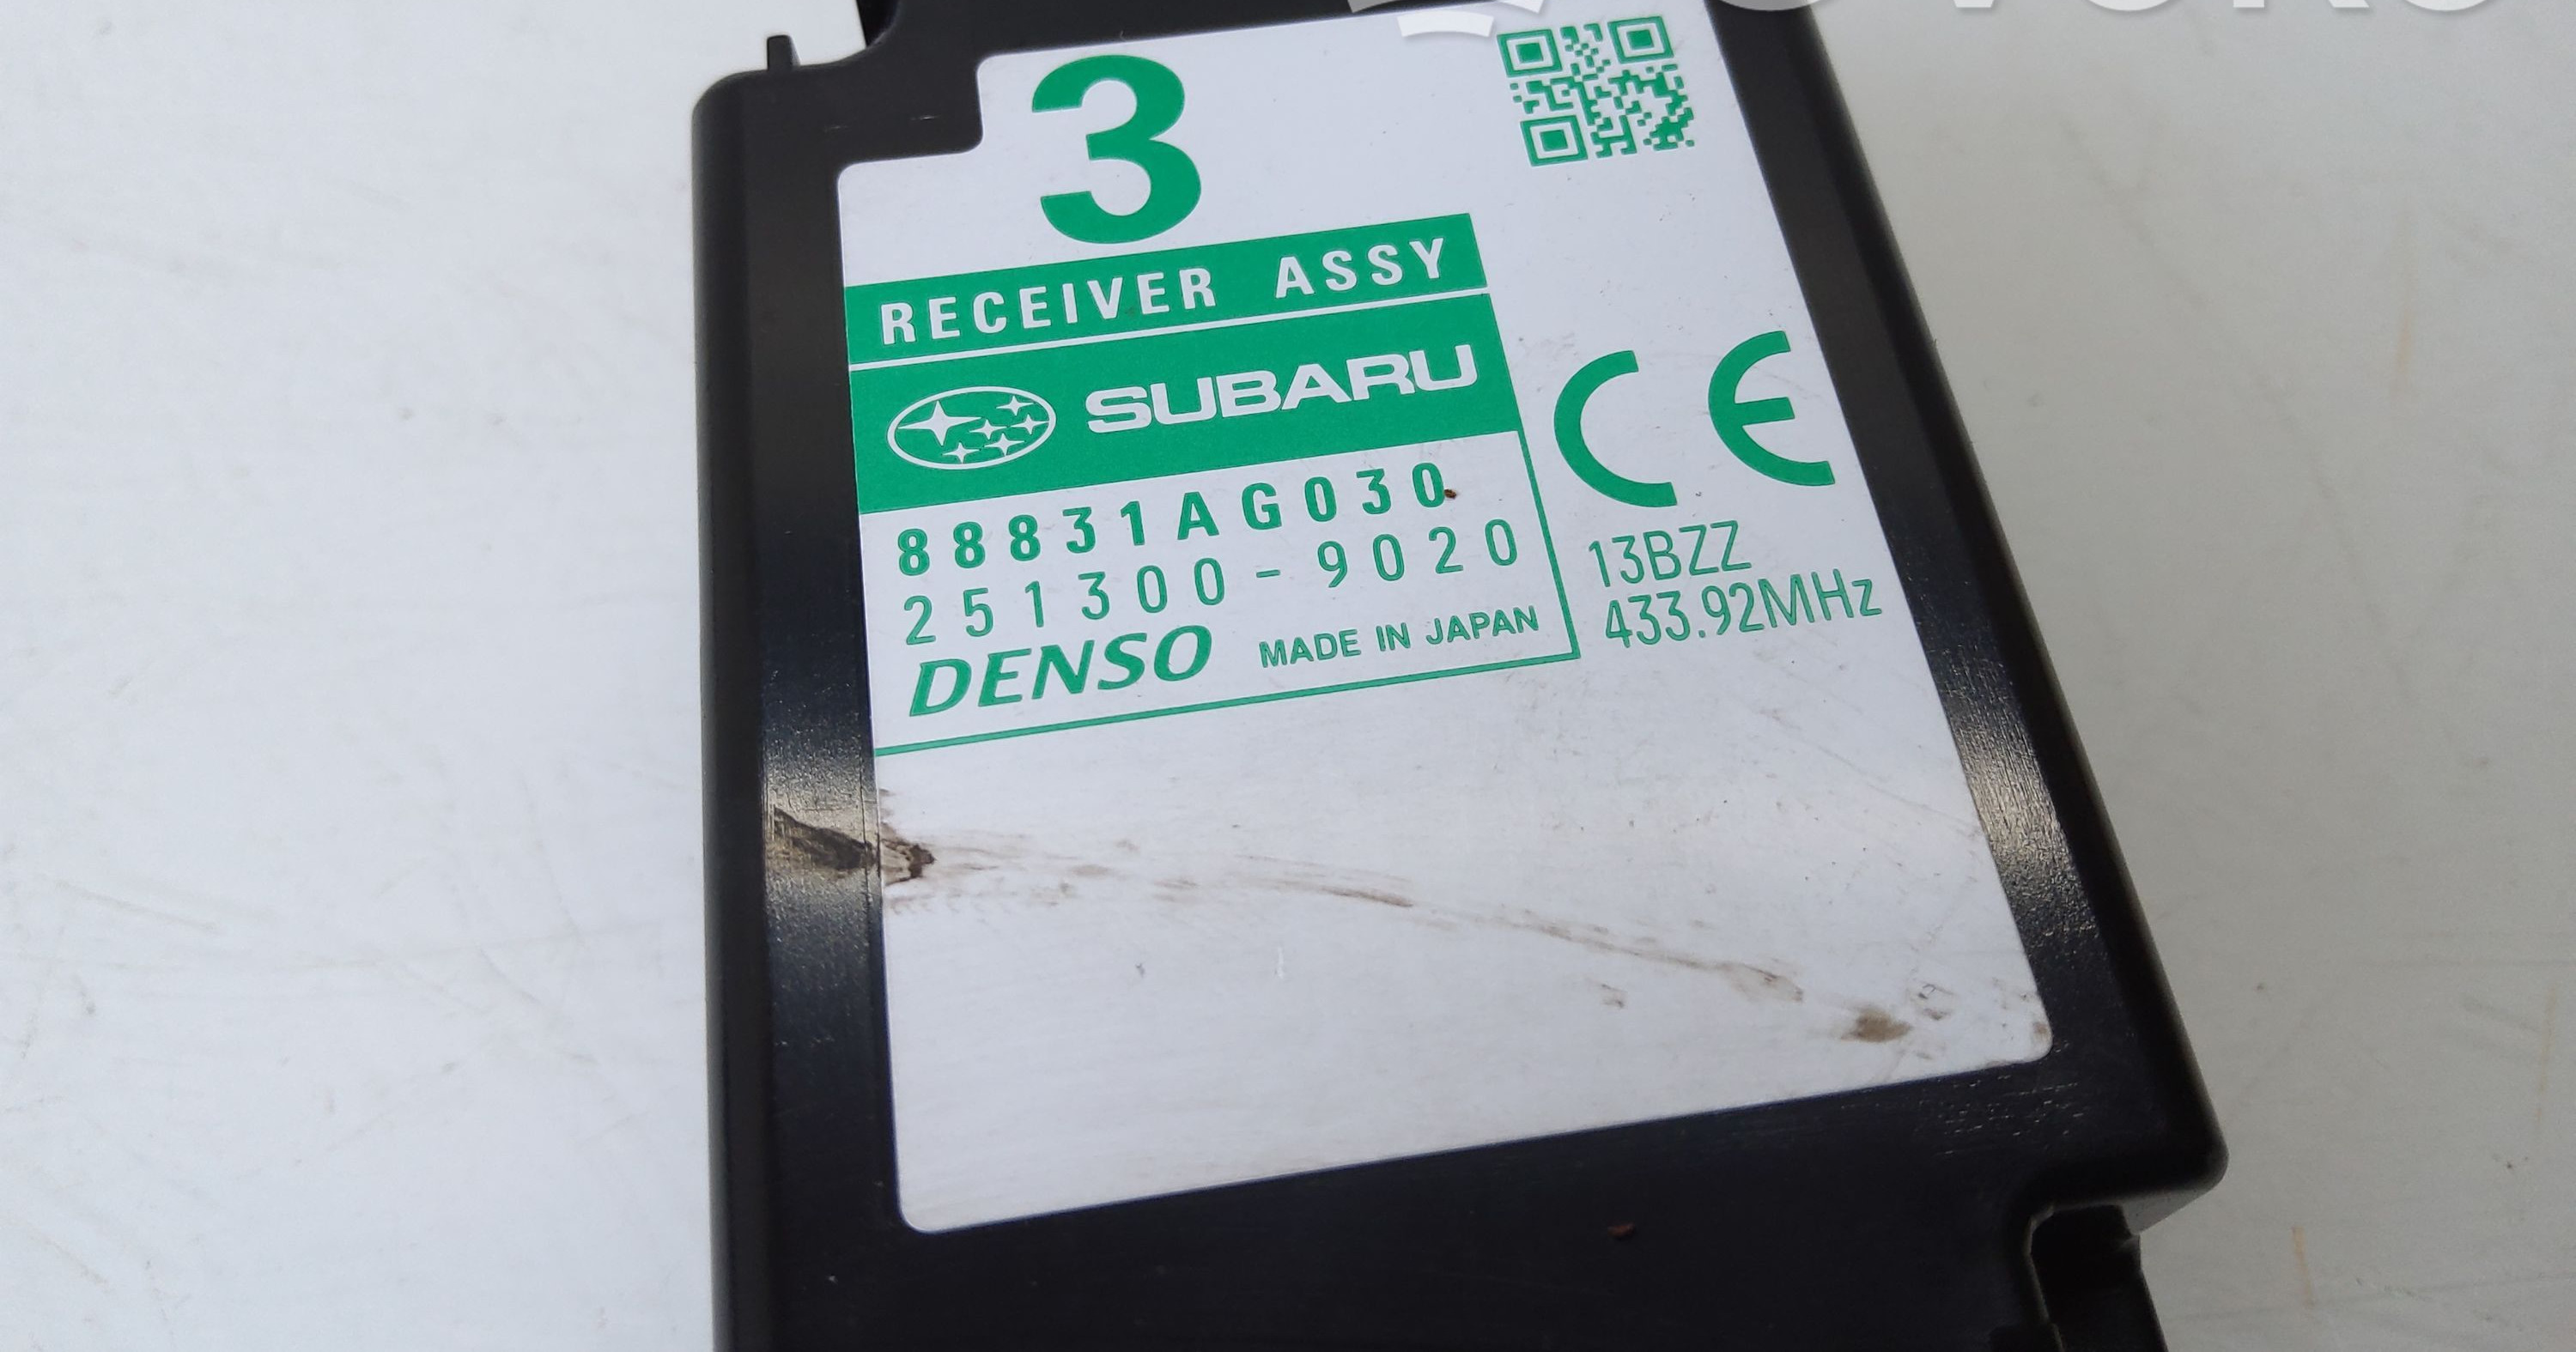 3
RECEIVER ASSY
SUBARU
88831AG030
251300-9020
DENSO MADE IN JAPAN
CE
13BZZ
433.92MHz